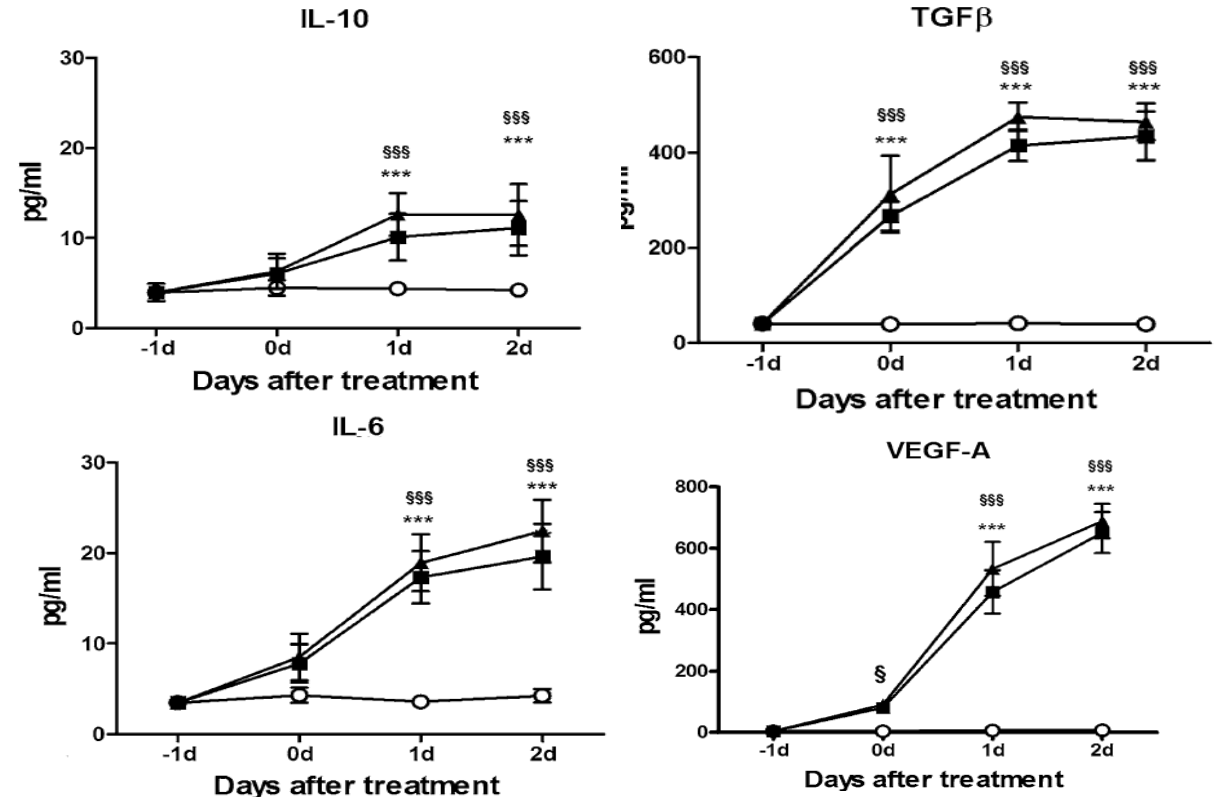 IL-10
30
§§§
§§§
***
20
***
pg/ml
10
0
-1d 0d 1d 2d
Days after treatment
TGFβ
600
§§§ §§§
*** ***
§§§
***
400
200
0
-1d 0d 1d 2d
Days after treatment
IL-6
30
§§§
***
§§§
***
20
pg/ml
10
0
-1d 0d 1d 2d
Days after treatment
VEGF-A
800
§§§
***
§§§
***
600
pg/ml
400
200
§
0
-1d 0d 1d 2d
Days after treatment